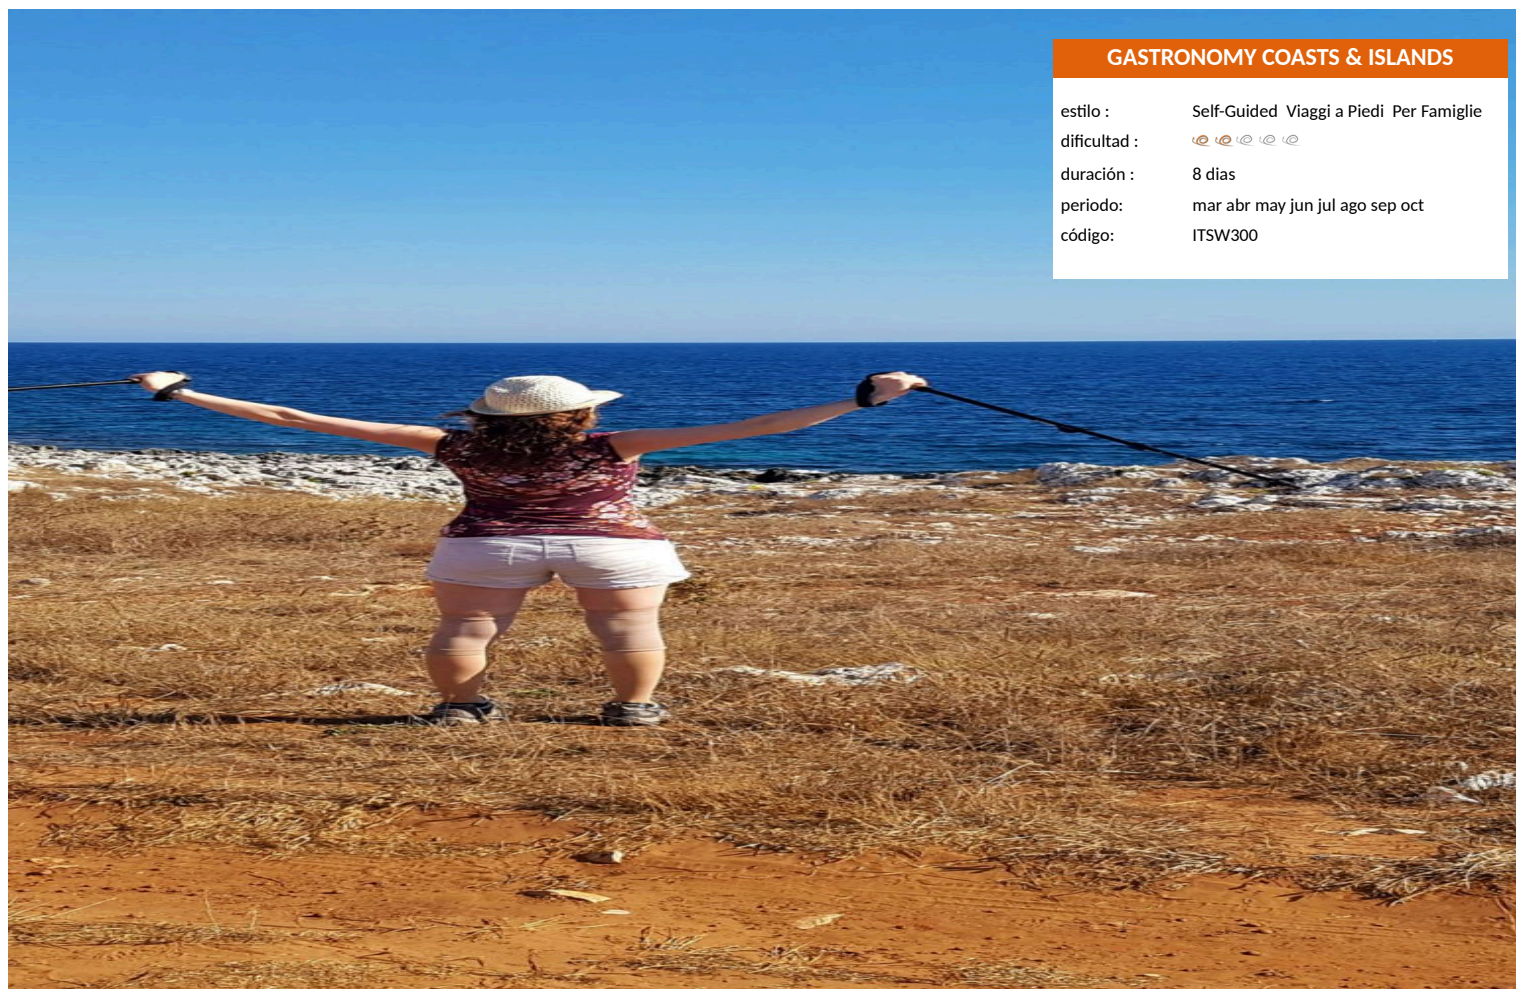 GASTRONOMY COASTS & ISLANDS
estilo : Self-Guided Viaggi a Piedi Per Famiglie
dificultad :
duración : 8 dias
periodo: mar abr may jun jul ago sep oct
código: ITSW300